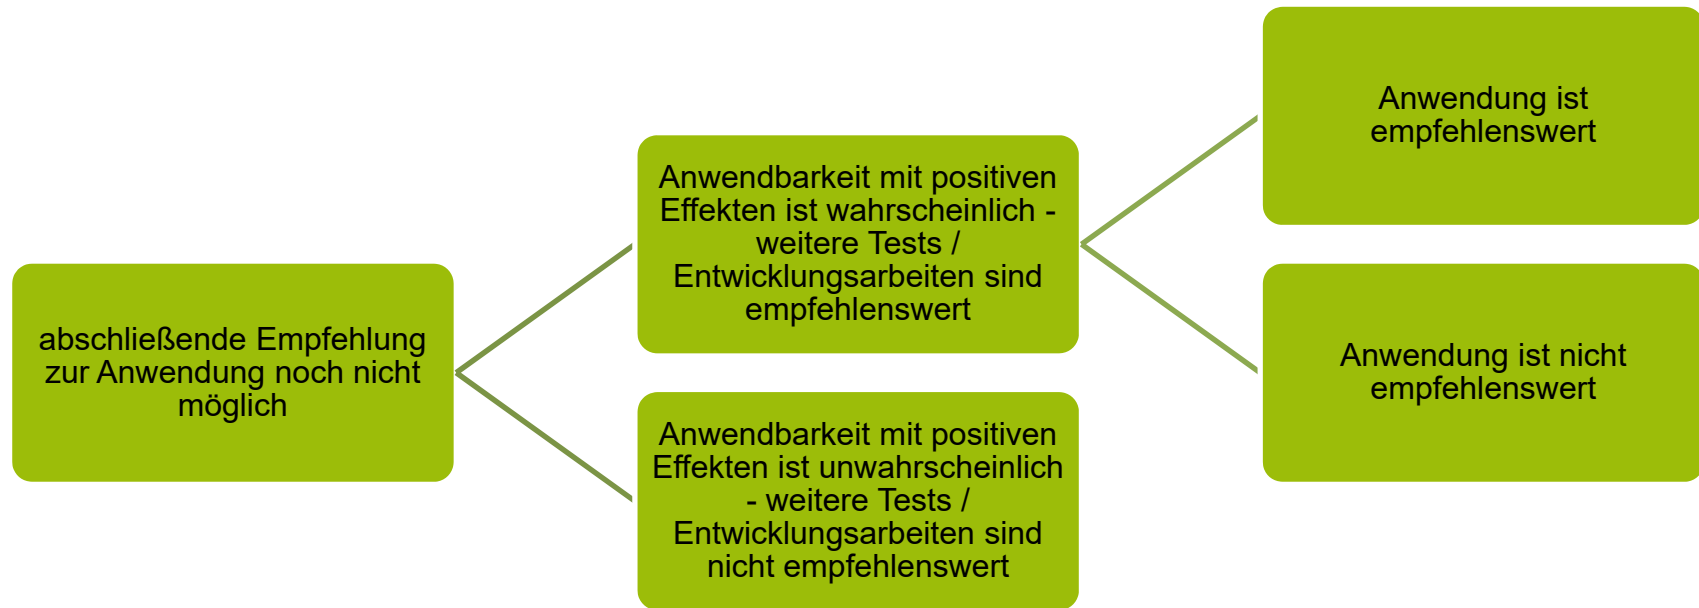 abschließende Empfehlung
zur Anwendung noch nicht
möglich
Anwendbarkeit mit positiven
Effekten ist wahrscheinlich -
weitere Tests /
Entwicklungsarbeiten sind
empfehlenswert
Anwendbarkeit mit positiven
Effekten ist unwahrscheinlich
- weitere Tests /
Entwicklungsarbeiten sind
nicht empfehlenswert
Anwendung ist
empfehlenswert
Anwendung ist nicht
empfehlenswert